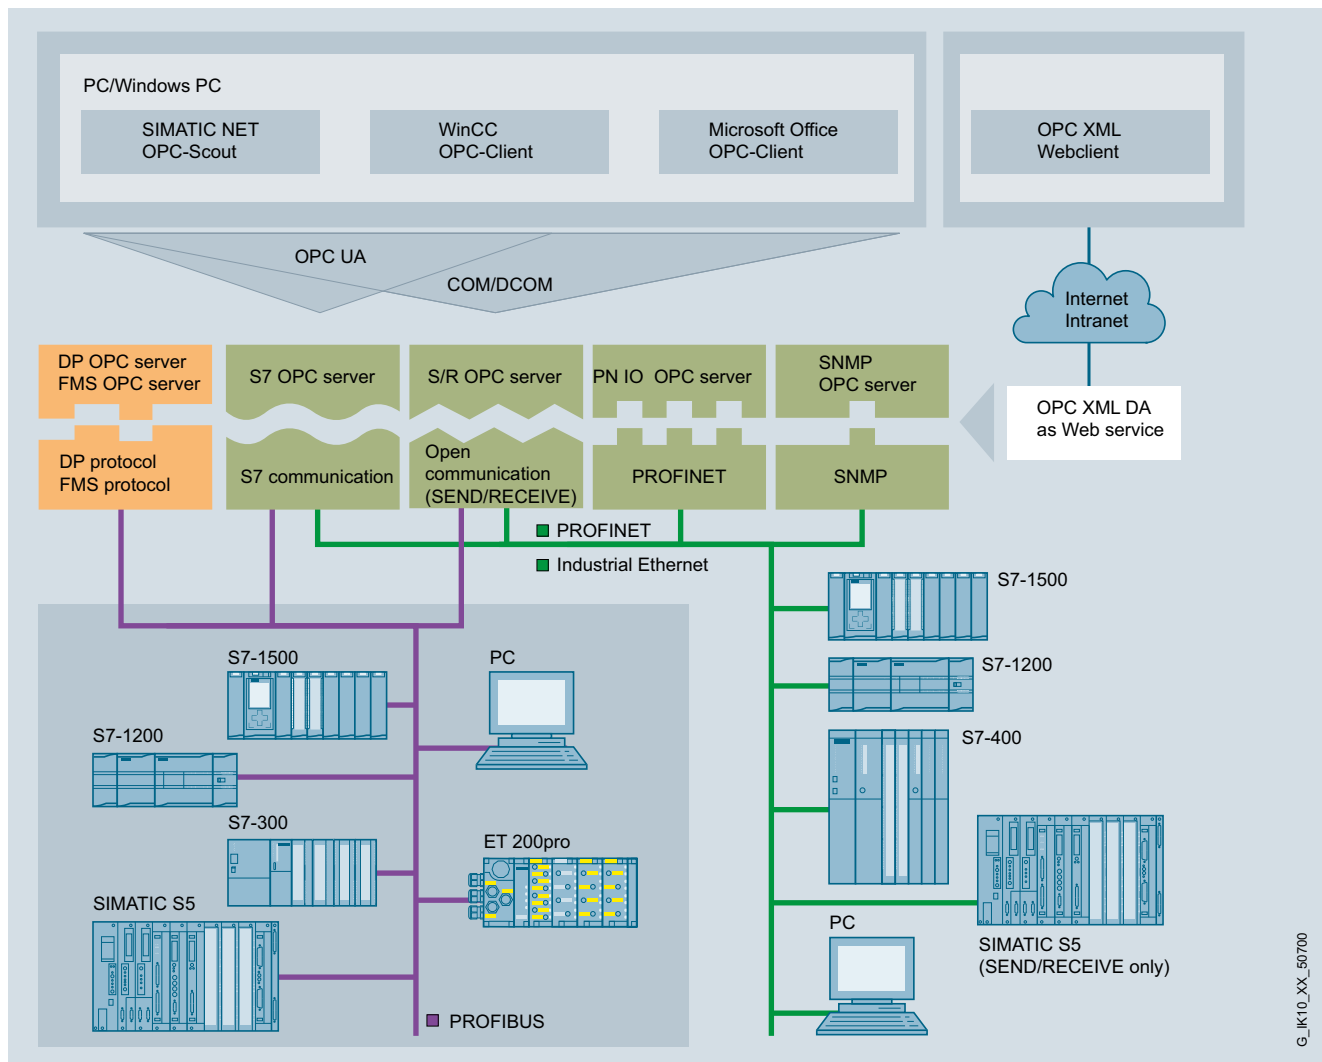 PC/Windows PC
SIMATIC NET
OPC-Scout
WinCC
OPC-Client
Microsoft Office
OPC-Client
OPC XML
Webclient
OPC UA
COM/DCOM
Internet
Intranet
DP OPC server
FMS OPC server
S7 OPC server
S/R OPC server
PN IO OPC server
SNMP
OPC server
OPC XML DA
as Web service
DP protocol
FMS protocol
S7 communication
Open
communication
(SEND/RECEIVE)
PROFINET
SNMP
PROFINET
Industrial Ethernet
S7-1500
PC
S7-1200
S7-300
ET 200pro
SIMATIC S5
PROFIBUS
S7-1500
S7-1200
S7-400
SIMATIC S5
(SEND/RECEIVE only)
PC
G_IK10_XX_50700